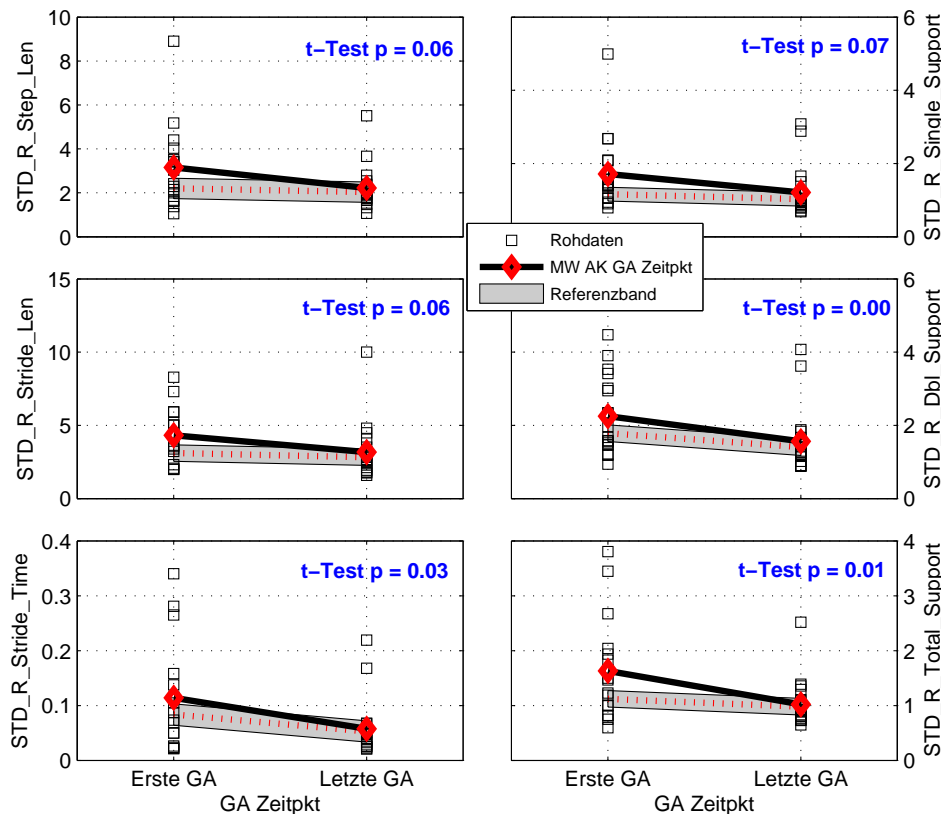 10
8
6
4
2
0
STD_R_Step_Len
t−Test p = 0.06
6
4
2
0
STD_R_Single_Support
t−Test p = 0.07
Rohdaten
MW AK GA Zeitpkt
Referenzband
15
10
5
0
STD_R_Stride_Len
t−Test p = 0.06
6
4
2
0
STD_R_Dbl_Support
t−Test p = 0.00
0.4
0.3
0.2
0.1
0
STD_R_Stride_Time
t−Test p = 0.03
Erste GA
Letzte GA
GA Zeitpkt
4
3
2
1
0
STD_R_Total_Support
t−Test p = 0.01
Erste GA
Letzte GA
GA Zeitpkt